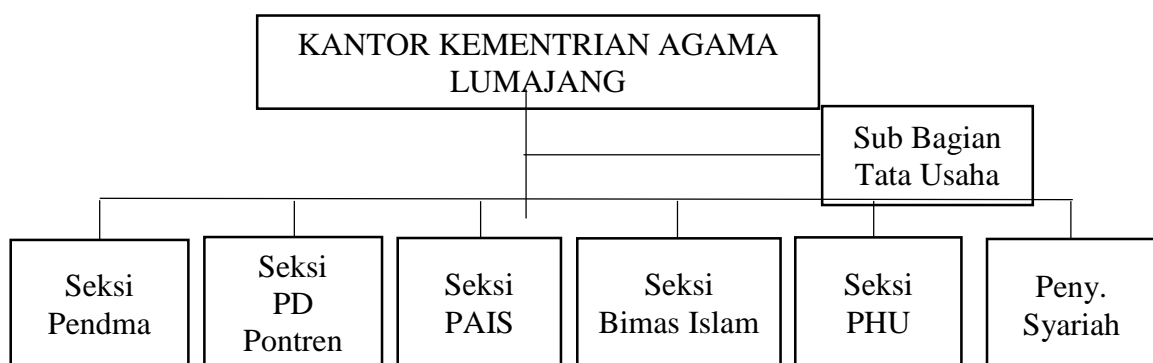 KANTOR KEMENTRIAN AGAMA
LUMAJANG
Sub Bagian
Tata Usaha
Seksi
Pendma
Seksi
PD
Pontren
Seksi
PAIS
Seksi
Bimas Islam
Seksi
PHU
Peny.
Syariah